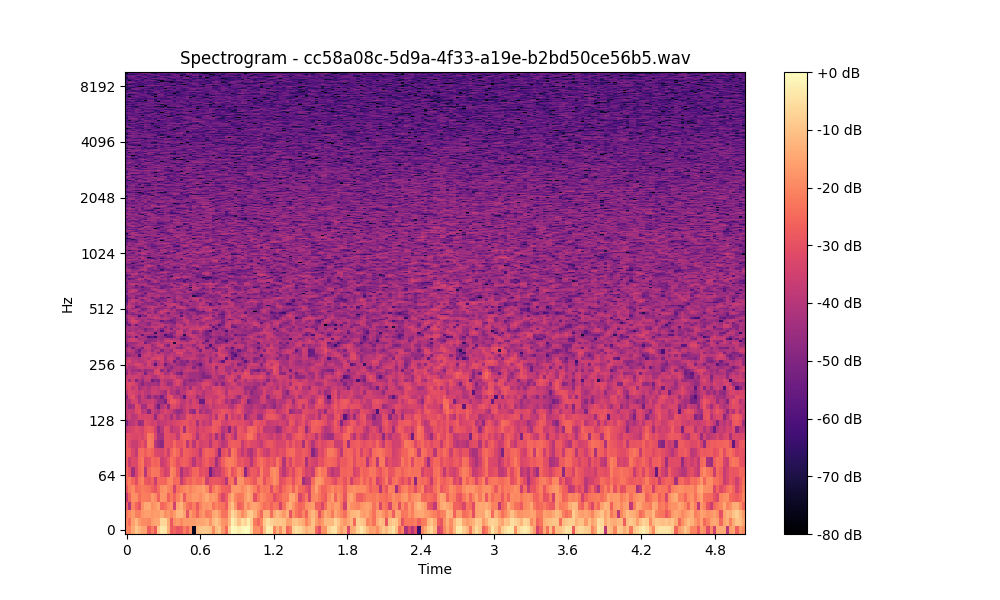 Spectrogram - cc58a08c-5d9a-4f33-a19e-b2bd50ce56b5.wav
Hz
8192
4096
2048
1024
512
256
128
64
0
0 0.6 1.2 1.8 2.4 3 3.6 4.2 4.8
Time
+0 dB
-10 dB
-20 dB
-30 dB
-40 dB
-50 dB
-60 dB
-70 dB
-80 dB